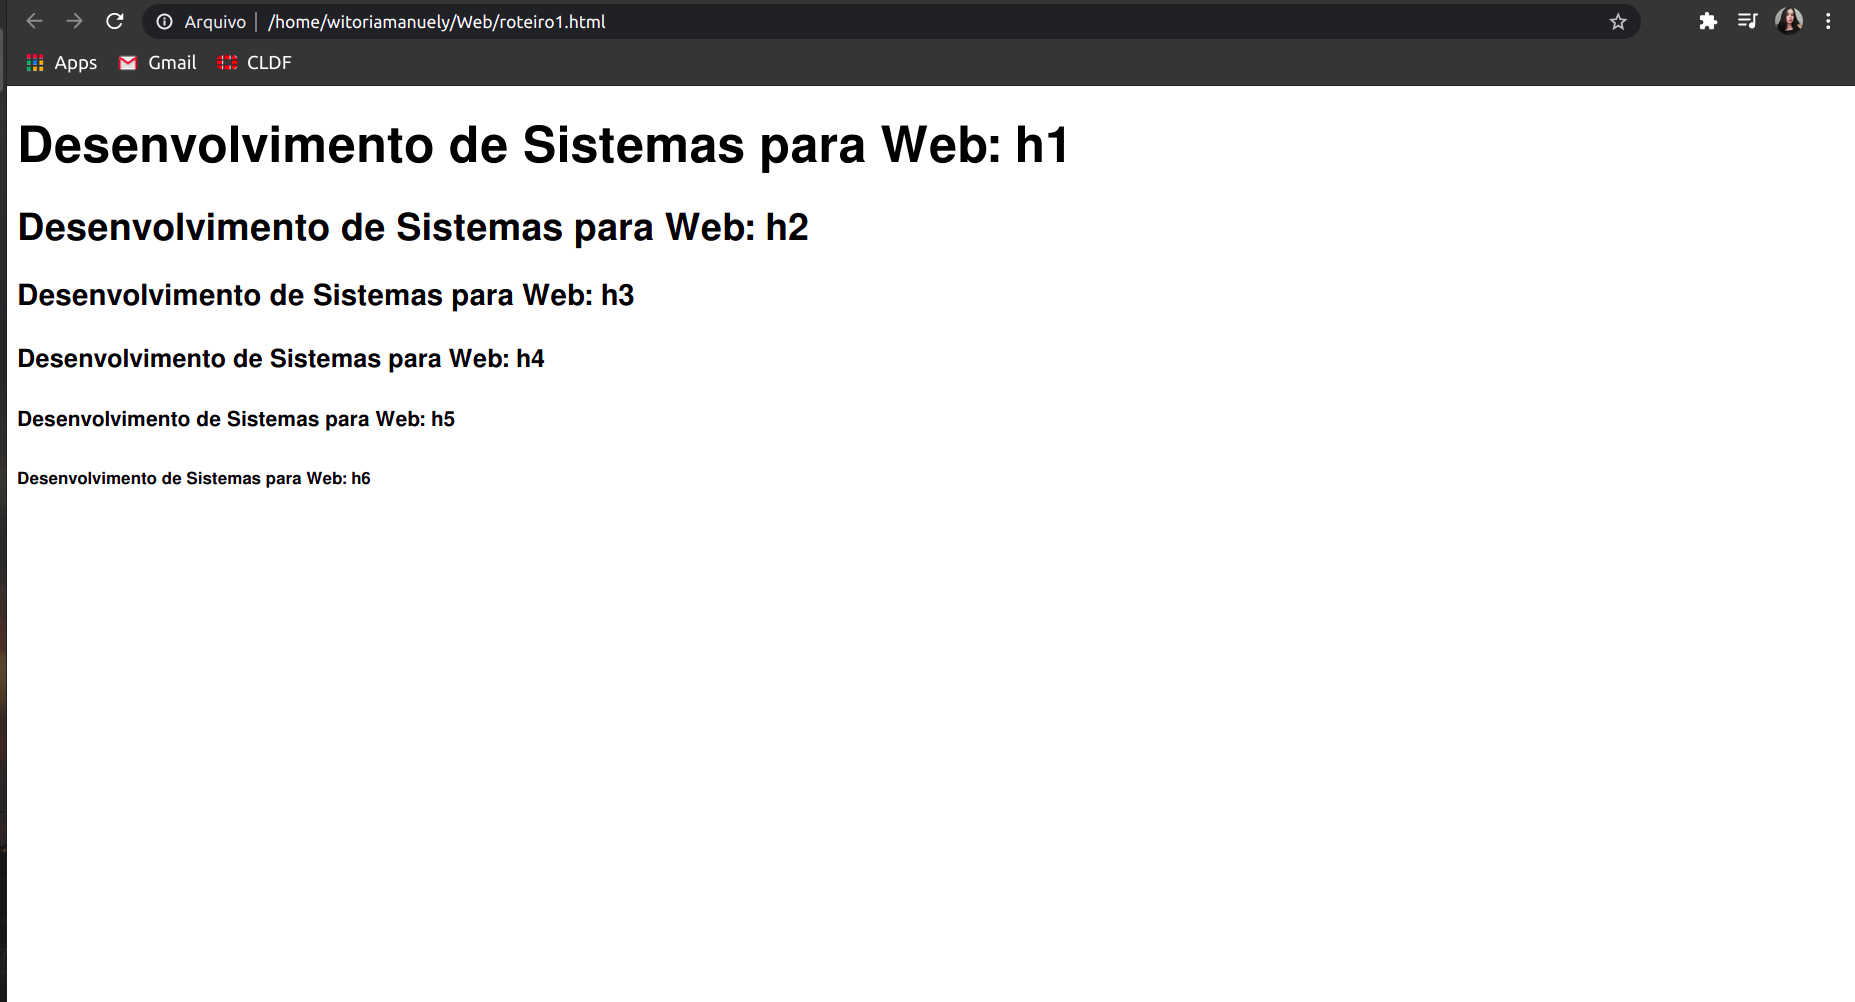 Arquivo | /home/witoriamanuely/Web/roteiro1.html
Apps Gmail CLDF
Desenvolvimento de Sistemas para Web: h1
Desenvolvimento de Sistemas para Web: h2
Desenvolvimento de Sistemas para Web: h3
Desenvolvimento de Sistemas para Web: h4
Desenvolvimento de Sistemas para Web: h5
Desenvolvimento de Sistemas para Web: h6